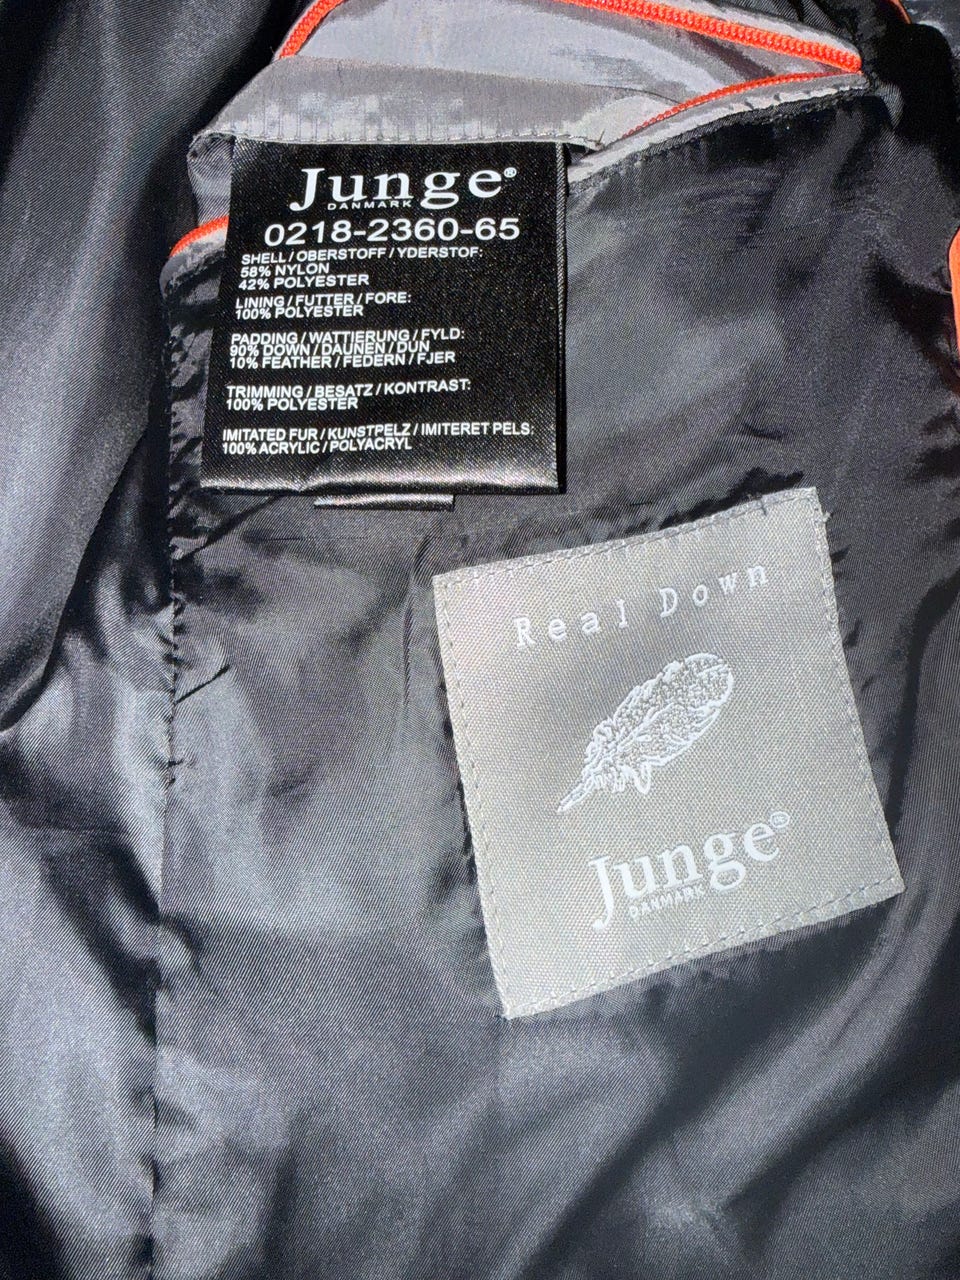 Junge®
DANMARK
0218-2360-65
SHELL / OBERSTOFF / YDERSTOF:
58% NYLON
42% POLYESTER
LINING / FUTTER / FORE:
100% POLYESTER
PADDING / WATTIERUNG / FYLD:
90% DOWN / DAUNEN / DUN
10% FEATHER / FEDERN / FJER
TRIMMING / BESATZ / KONTRAST:
100% POLYESTER
IMITATED FUR / KUNSTPELZ / IMITERET PELS:
100% ACRYLIC / POLYACRYL
Real Down
Junge®
DANMARK